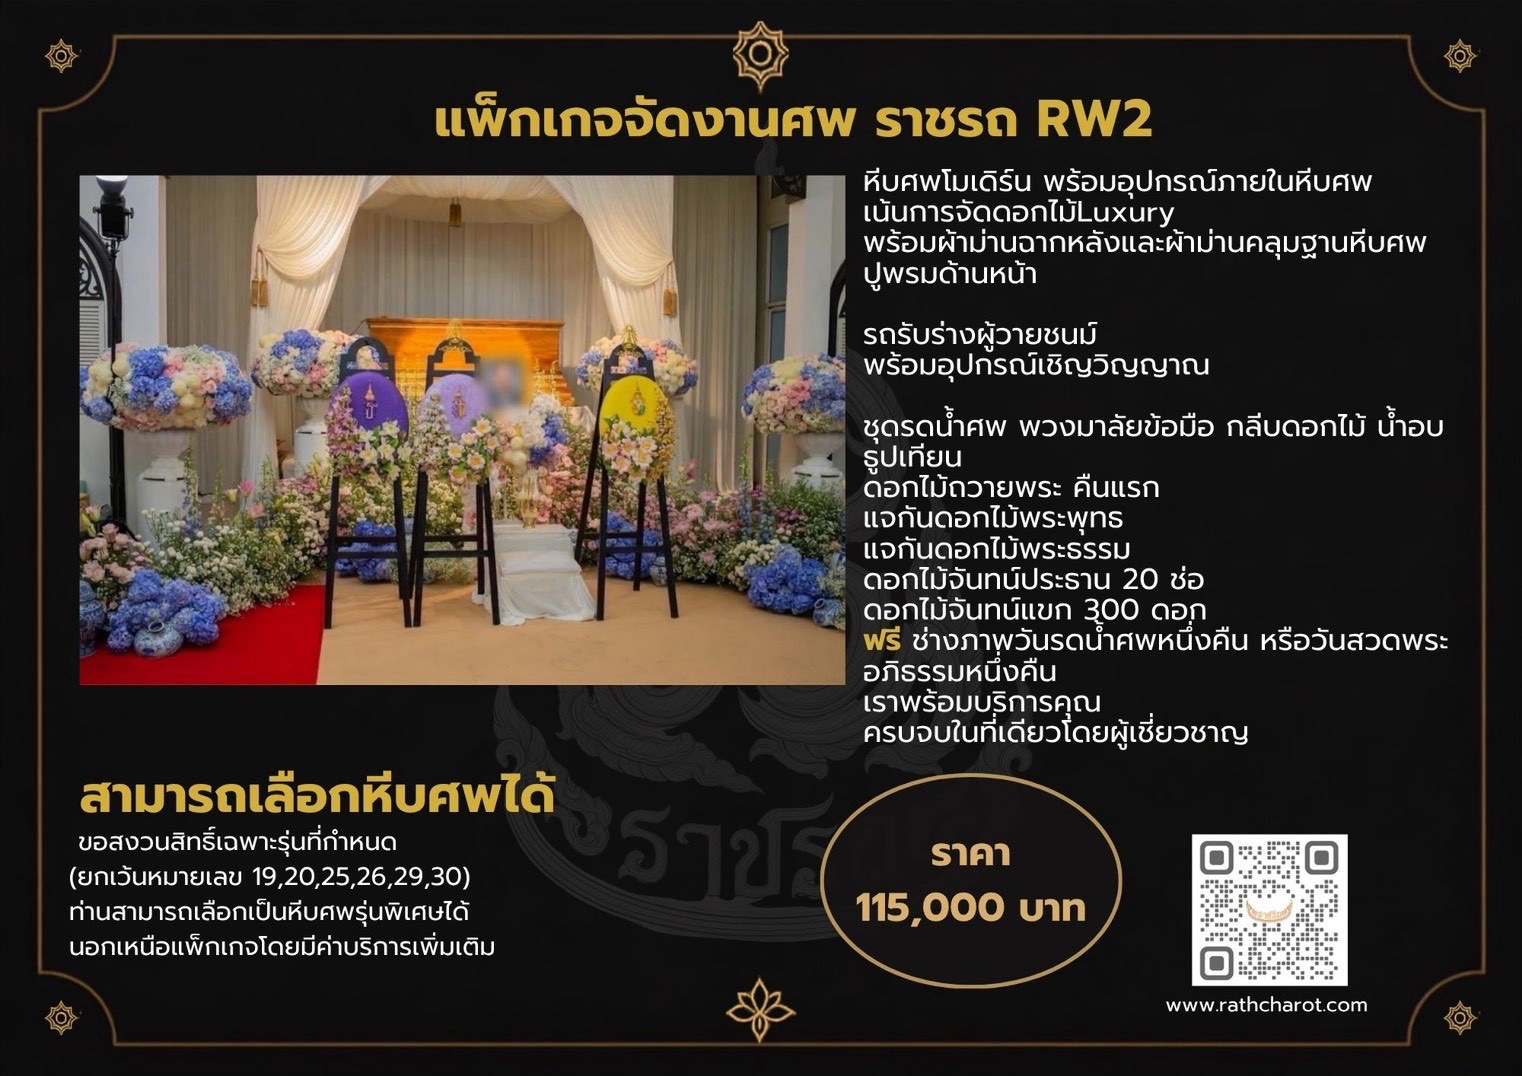 แพ็กเกจจัดงานศพ ราชรถ RW2
หีบศพโมเดิร์น พร้อมอุปกรณ์ภายในหีบศพ
เน้นการจัดดอกไม้Luxury
พร้อมผ้าม่านฉากหลังและผ้าม่านคลุมฐานหีบศพ
ปูพรมด้านหน้า
รถรับร่างผู้วายชนม์
พร้อมอุปกรณ์เชิญวิญญาณ
ชุดรดน้ำศพ พวงมาลัยข้อมือ กลีบดอกไม้ น้ำอบ
ธูปเทียน
ดอกไม้ถวายพระ คืนแรก
แจกันดอกไม้พระพุทธ
แจกันดอกไม้พระธรรม
ดอกไม้จันทน์ประธาน 20 ช่อ
ดอกไม้จันทน์แขก 300 ดอก
ฟรี ช่างภาพวันรดน้ำศพหนึ่งคืน หรือวันสวดพระ
อภิธรรมหนึ่งคืน
เราพร้อมบริการคุณ
ครบจบในที่เดียวโดยผู้เชี่ยวชาญ
สามารถเลือกหีบศพได้
ขอสงวนสิทธิ์เฉพาะรุ่นที่กำหนด
(ยกเว้นหมายเลข 19,20,25,26,29,30)
ท่านสามารถเลือกเป็นหีบศพรุ่นพิเศษได้
นอกเหนือแพ็กเกจโดยมีค่าบริการเพิ่มเติม
ราชรถ
ราคา
115,000 บาท
www.rathcharot.com